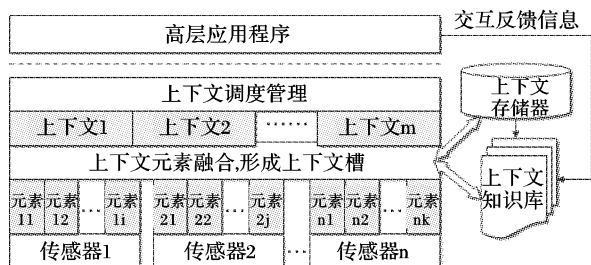 高层应用程序
交互反馈信息
上下文调度管理
上下文1 上下文2 …… 上下文m
上下文元素融合,形成上下文槽
元素11 元素12 … 元素1i 元素21 元素22 … 元素2j 元素n1 元素n2 … 元素nk
传感器1 传感器2 … 传感器n
上下文
存储器
上下文
知识库